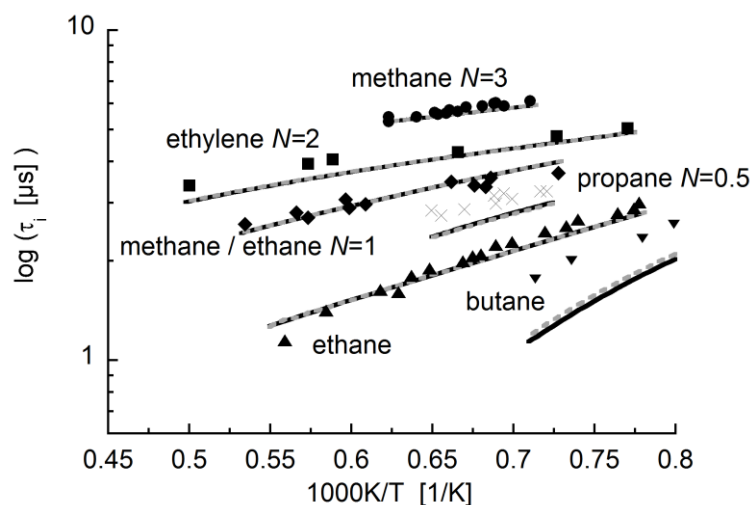 10
methane N=3
ethylene N=2
propane N=0.5
methane / ethane N=1
butane
ethane
1
log (τi [µs] )
0.45 0.5 0.55 0.6 0.65 0.7 0.75 0.8
1000K/T [1/K]